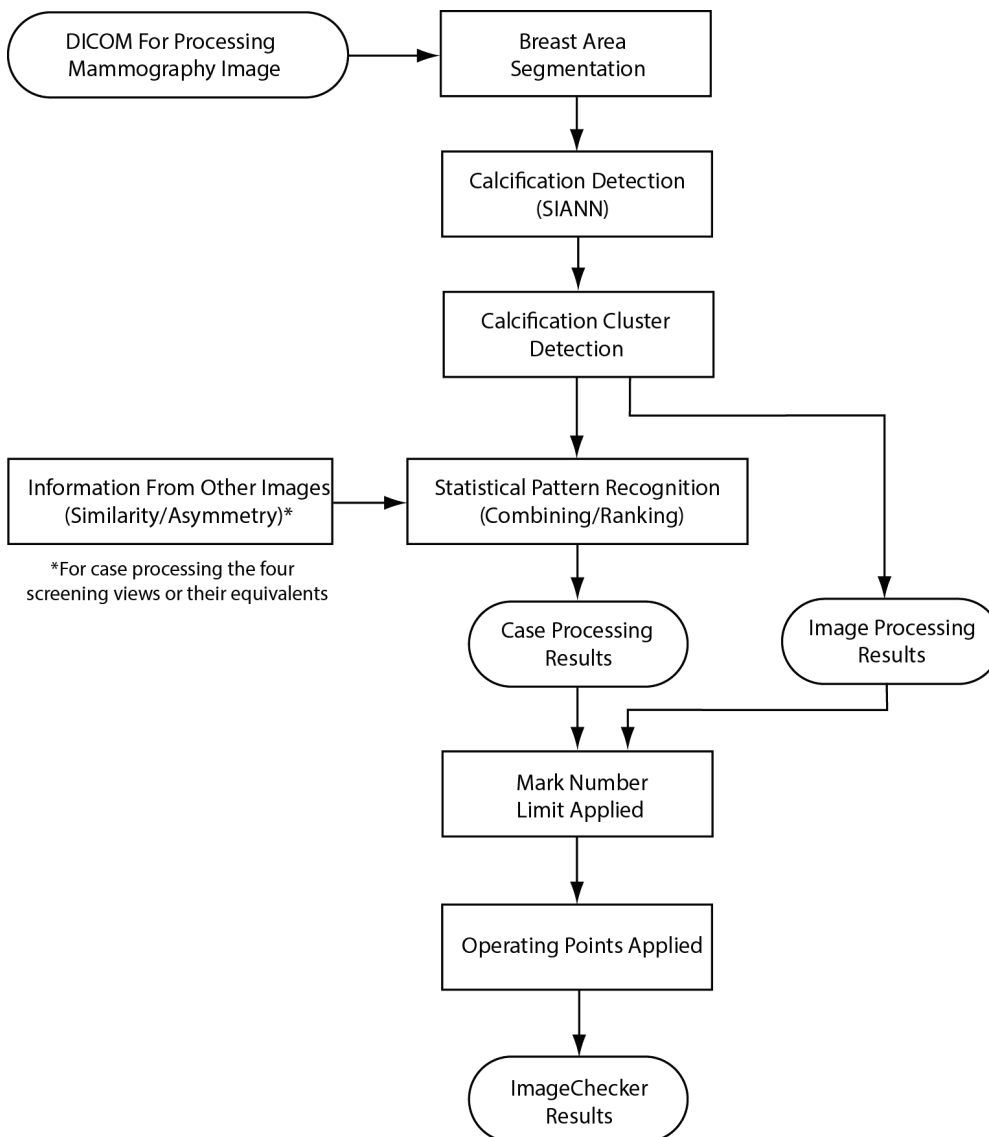 DICOM For Processing
Mammography Image
Breast Area
Segmentation
Calcification Detection
(SIANN)
Calcification Cluster
Detection
Information From Other Images
(Similarity/Asymmetry)*
Statistical Pattern Recognition
(Combining/Ranking)
*For case processing the four
screening views or their equivalents
Case Processing
Results
Image Processing
Results
Mark Number
Limit Applied
Operating Points Applied
ImageChecker
Results